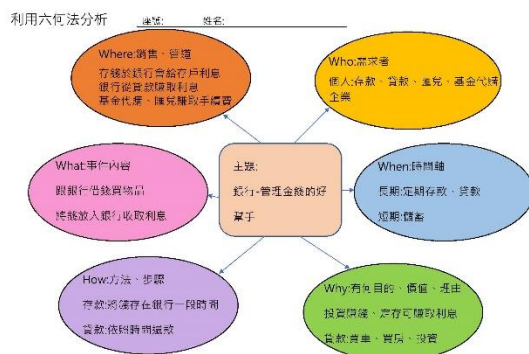 利用六何法分析
座號: 姓名:
Where:銷售、管道
存錢於銀行會給存戶利息
銀行從貸款賺取利息
基金代購、匯兌賺取手續費
Who:需求者
個人:存款、貸款、匯兌、基金代購
企業
What:事件內容
跟銀行借錢買物品
將錢放入銀行收取利息
主題:
銀行-管理金錢的好
幫手
When:時間軸
長期:定期存款、貸款
短期:儲蓄
How:方法、步驟
存款:將錢存在銀行一段時間
貸款:依照時間還款
Why:有何目的、價值、理由
投資賺錢、定存可賺取利息
貸款:買車、買房、投資